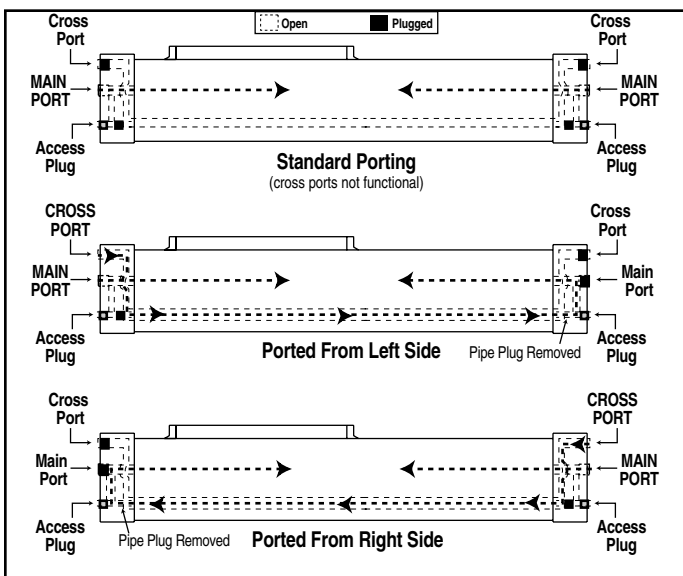 Open Plugged
Cross
Port
MAIN
PORT
Access
Plug
Cross
Port
MAIN
PORT
Access
Plug
Standard Porting
(cross ports not functional)
CROSS
PORT
MAIN
PORT
Access
Plug
Cross
Port
Main
Port
Access
Plug
Ported From Left Side
Pipe Plug Removed
Cross
Port
Main
Port
Access
Plug
CROSS
PORT
MAIN
PORT
Access
Plug
Pipe Plug Removed
Ported From Right Side